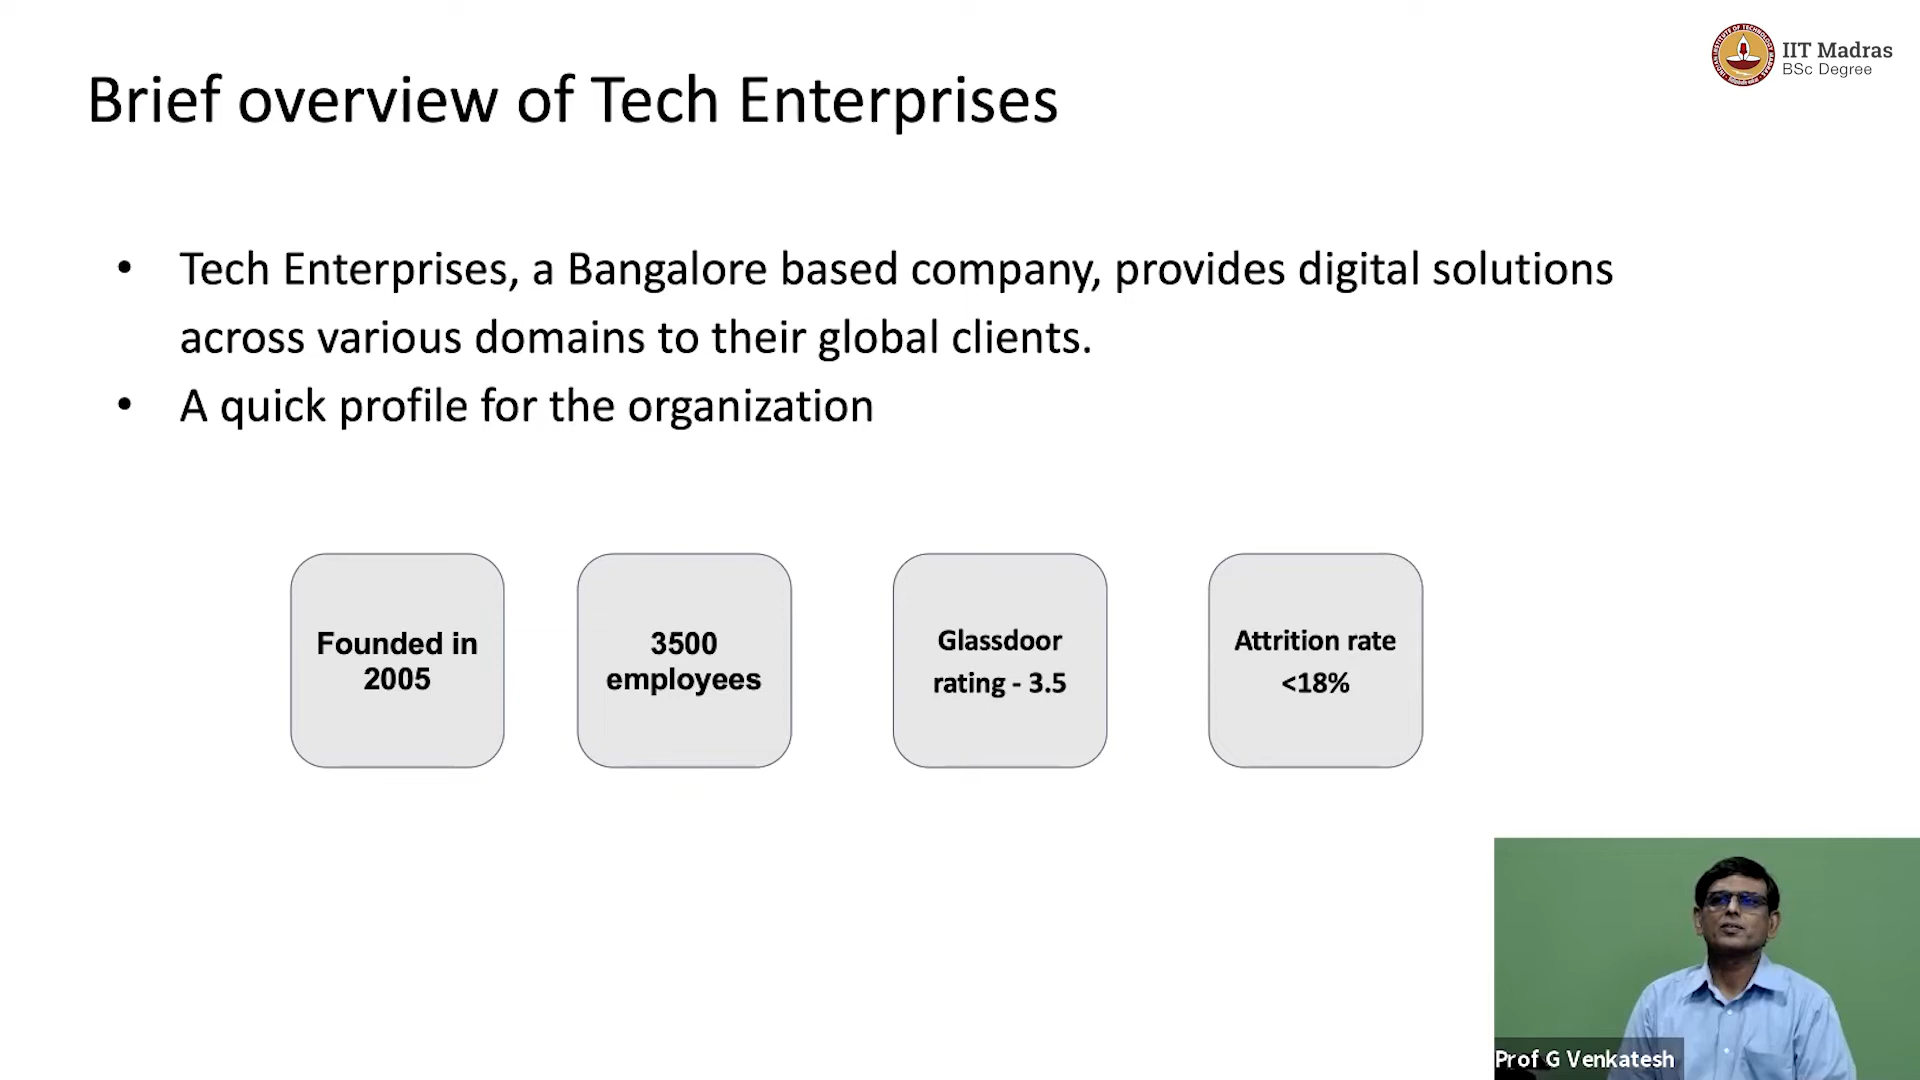 IIT Madras
BSc Degree
Brief overview of Tech Enterprises
• Tech Enterprises, a Bangalore based company, provides digital solutions
across various domains to their global clients.
• A quick profile for the organization
Founded in
2005
3500
employees
Glassdoor
rating - 3.5
Attrition rate
<18%
Prof G Venkatesh